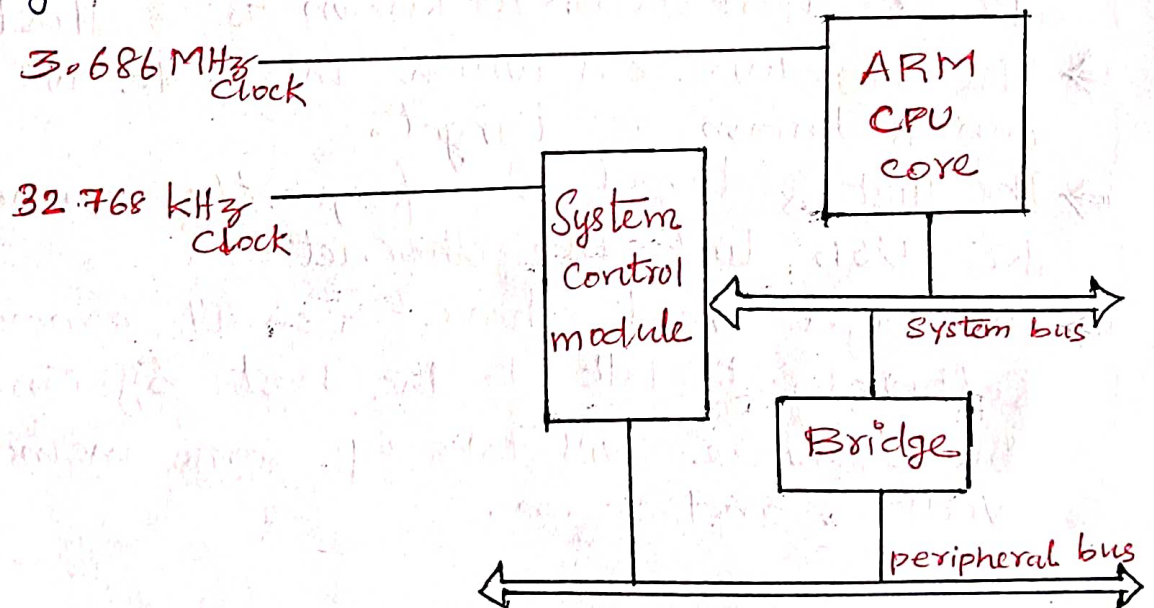 3.686 MHz
Clock
ARM
CPU
core
32.768 kHz
Clock
System
Control
module
System bus
Bridge
peripheral bus